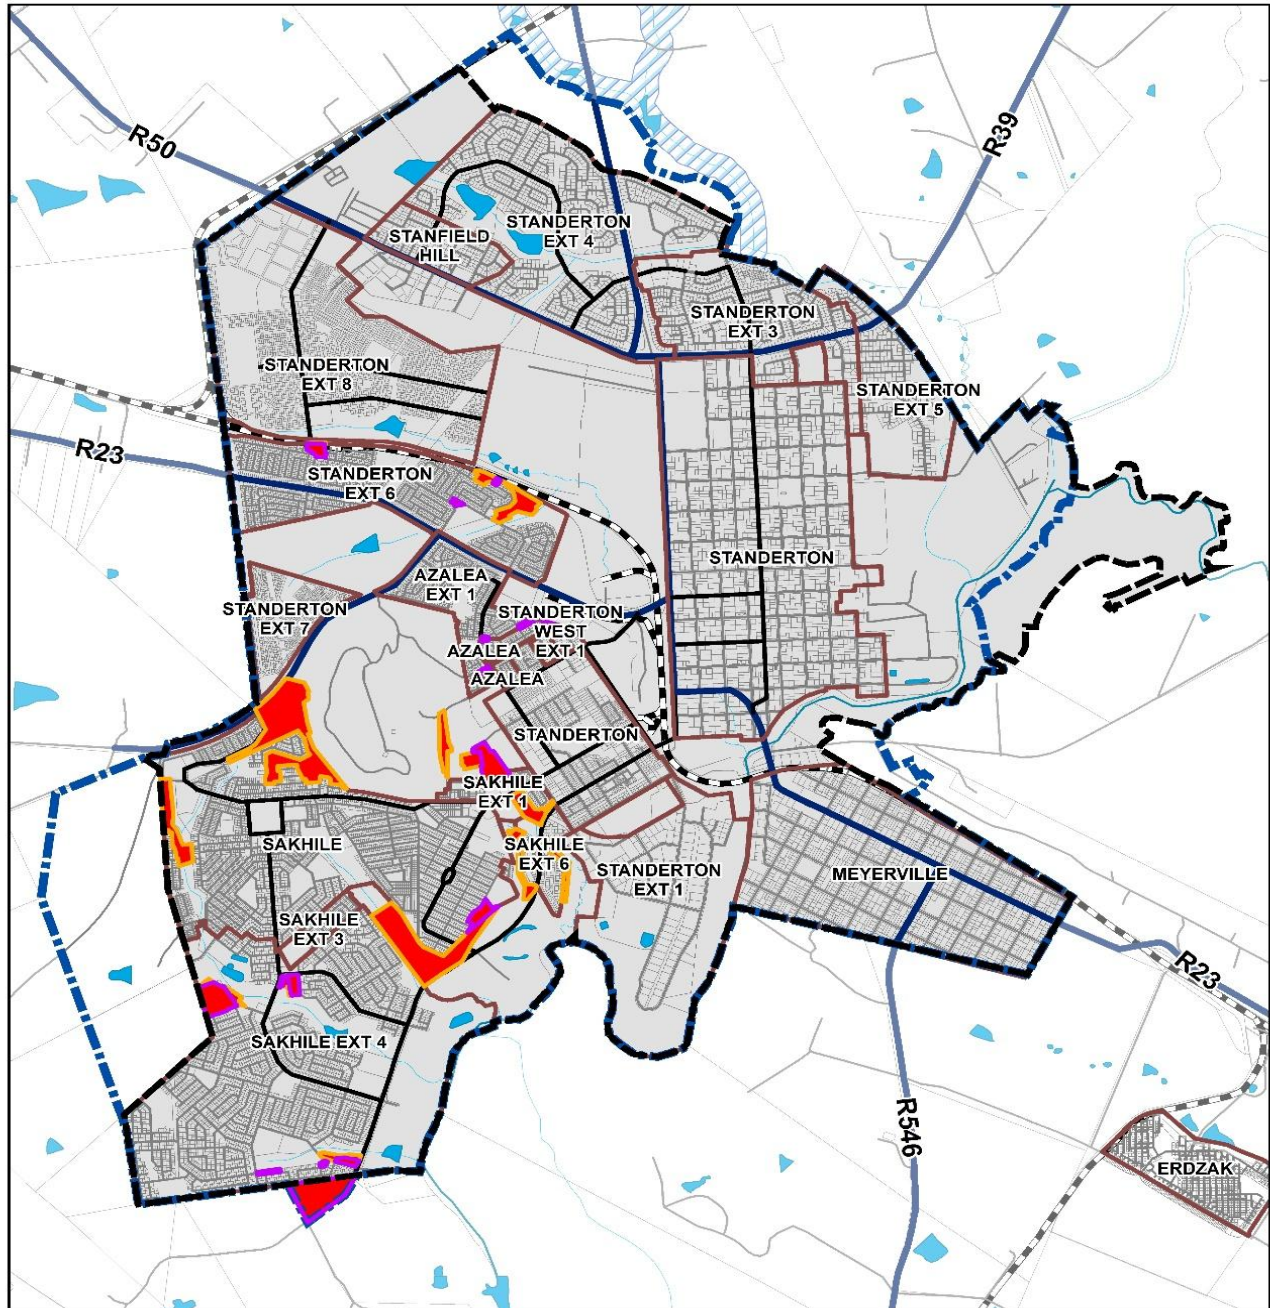 R50
R39
STANDERTON
EXT 4
STANFIELD
HILL
STANDERTON
EXT 3
STANDERTON
EXT 8
STANDERTON
EXT 5
R23
STANDERTON
EXT 6
STANDERTON
AZALEA
EXT 1
STANDERTON
EXT 7
STANDERTON
WEST
EXT 1
AZALEA
AZALEA
STANDERTON
SAKHILE
EXT 1
SAKHILE
SAKHILE
EXT 6
STANDERTON
EXT 1
MEYERVILLE
SAKHILE
EXT 3
R23
SAKHILE EXT 4
R546
ERDZAK